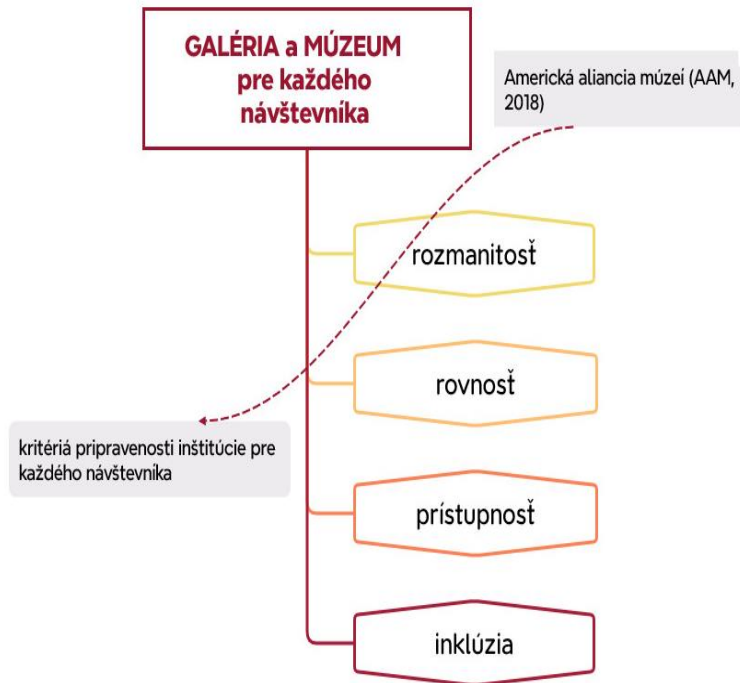 GALÉRIA a MÚZEUM
pre každého
návštevníka
Americká aliancia múzeí (AAM,
2018)
rozmanitosť
rovnosť
kritériá pripravenosti inštitúcie pre
každého návštevníka
prístupnosť
inklúzia